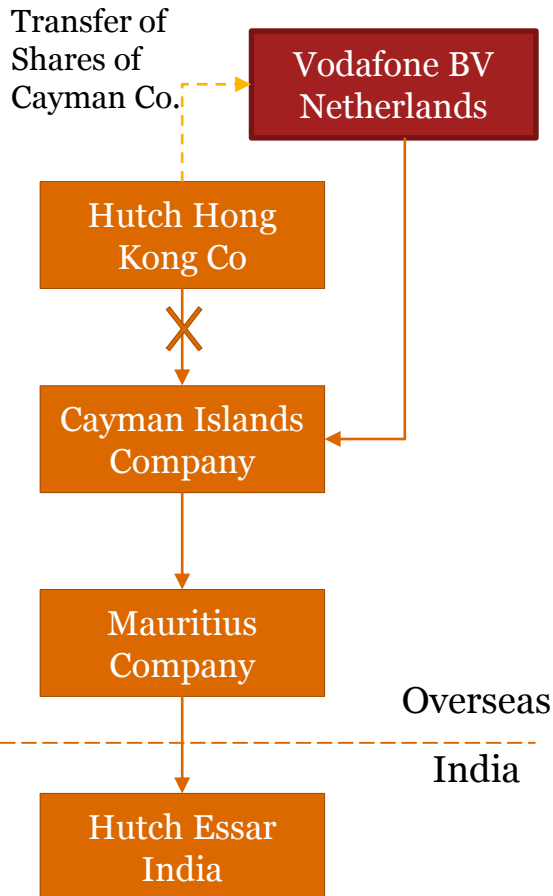 Transfer of
Shares of
Cayman Co.
Vodafone BV
Netherlands
Hutch Hong
Kong Co
Cayman Islands
Company
Mauritius
Company
Overseas
India
Hutch Essar
India